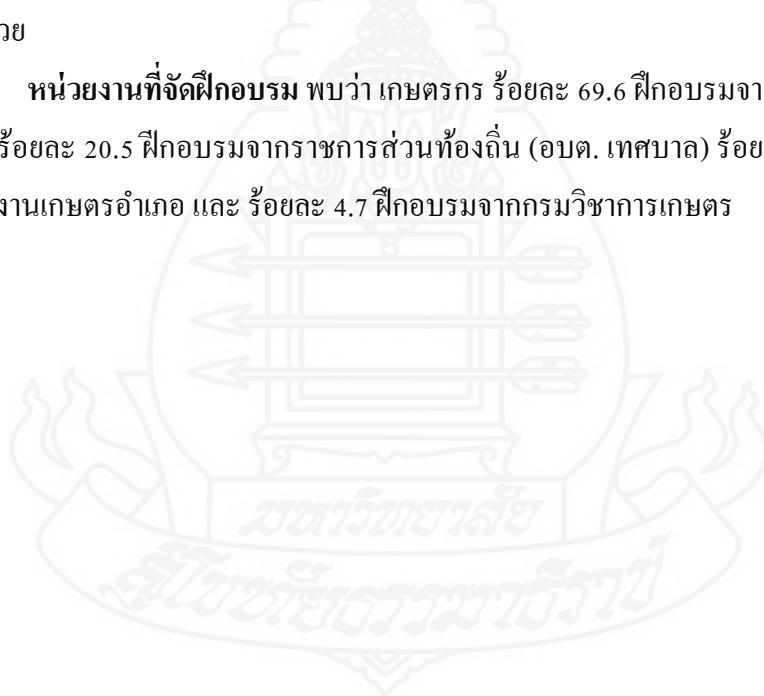 วย
หน่วยงานที่จัดฝึกอบรม พบว่า เกษตรกร ร้อยละ 69.6 ฝึกอบรมจา
ร้อยละ 20.5 ฝึกอบรมจากราชการส่วนท้องถิ่น (อบต. เทศบาล) ร้อย
งานเกษตรอำเภอ และ ร้อยละ 4.7 ฝึกอบรมจากกรมวิชาการเกษตร
มหาวิทยาลัย
สุโขทัยธรรมาธิราช